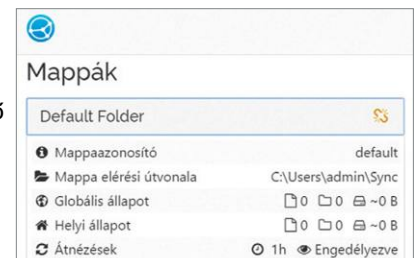 Mappák
ő
Default Folder
Mappaazonosító default
Mappa elérési útvonala C:\Users\admin\Sync
Globális állapot 0 0 ~0 B
Helyi állapot 0 0 ~0 B
Átnézések 1h Engedélyezve